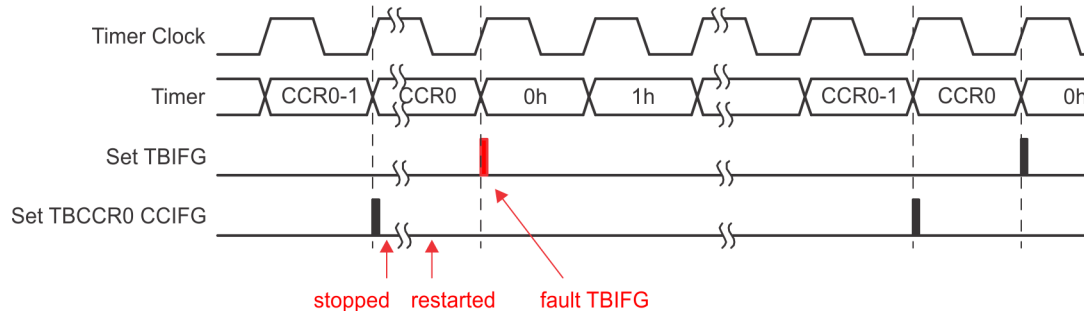 Timer Clock
Timer CCR0-1 CCR0 0h 1h CCR0-1 CCR0 0h
Set TBIFG
Set TBCCR0 CCIFG
stopped restarted fault TBIFG